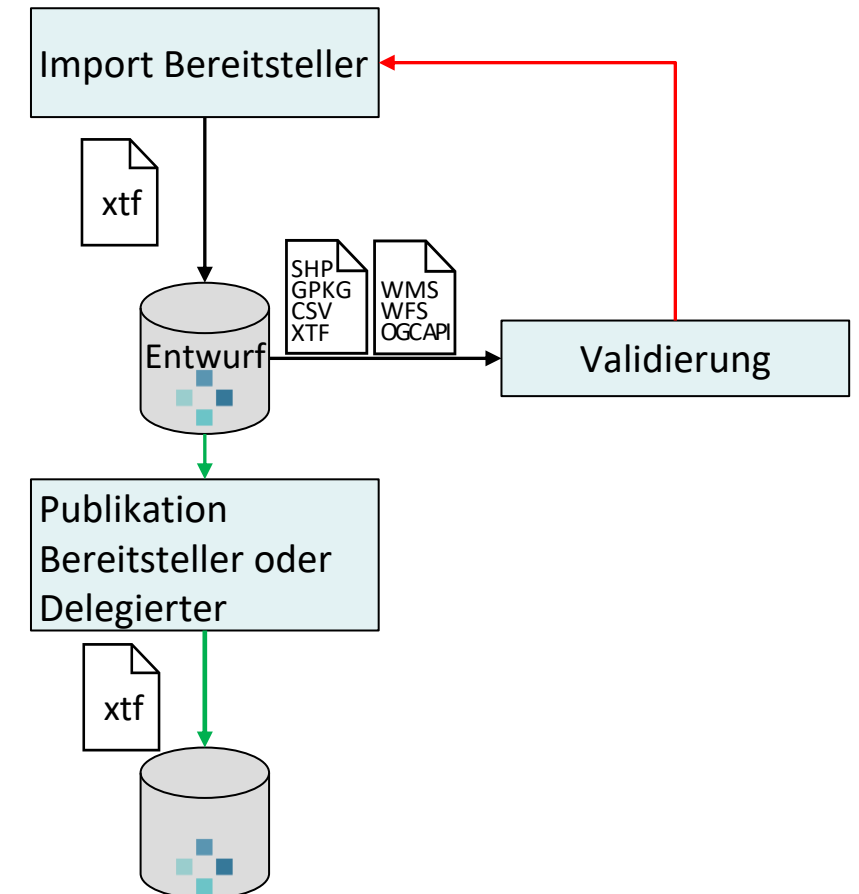 Import Bereitsteller
xtf
SHP
GPKG
CSV
XTF
WMS
WFS
OGCAPI
Entwurf
Validierung
Publikation
Bereitsteller oder
Delegierter
xtf